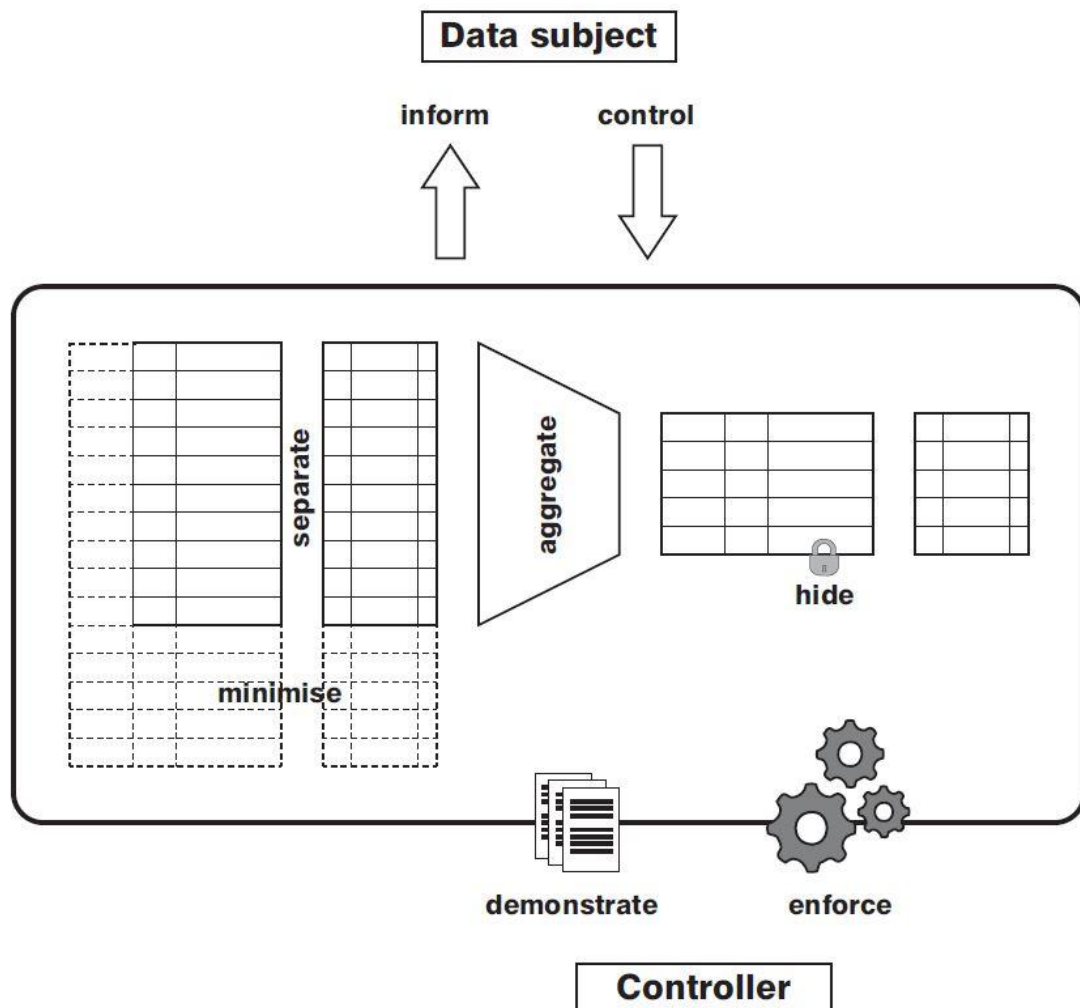 Data subject
inform control
separate
aggregate
hide
minimise
demonstrate enforce
Controller